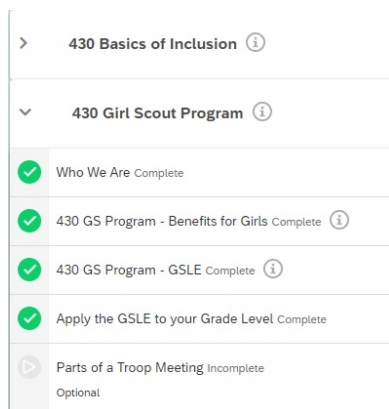 430 Basics of Inclusion
430 Girl Scout Program
Who We Are Complete
430 GS Program - Benefits for Girls Complete
430 GS Program - GSLE Complete
Apply the GSLE to your Grade Level Complete
Parts of a Troop Meeting Incomplete
Optional